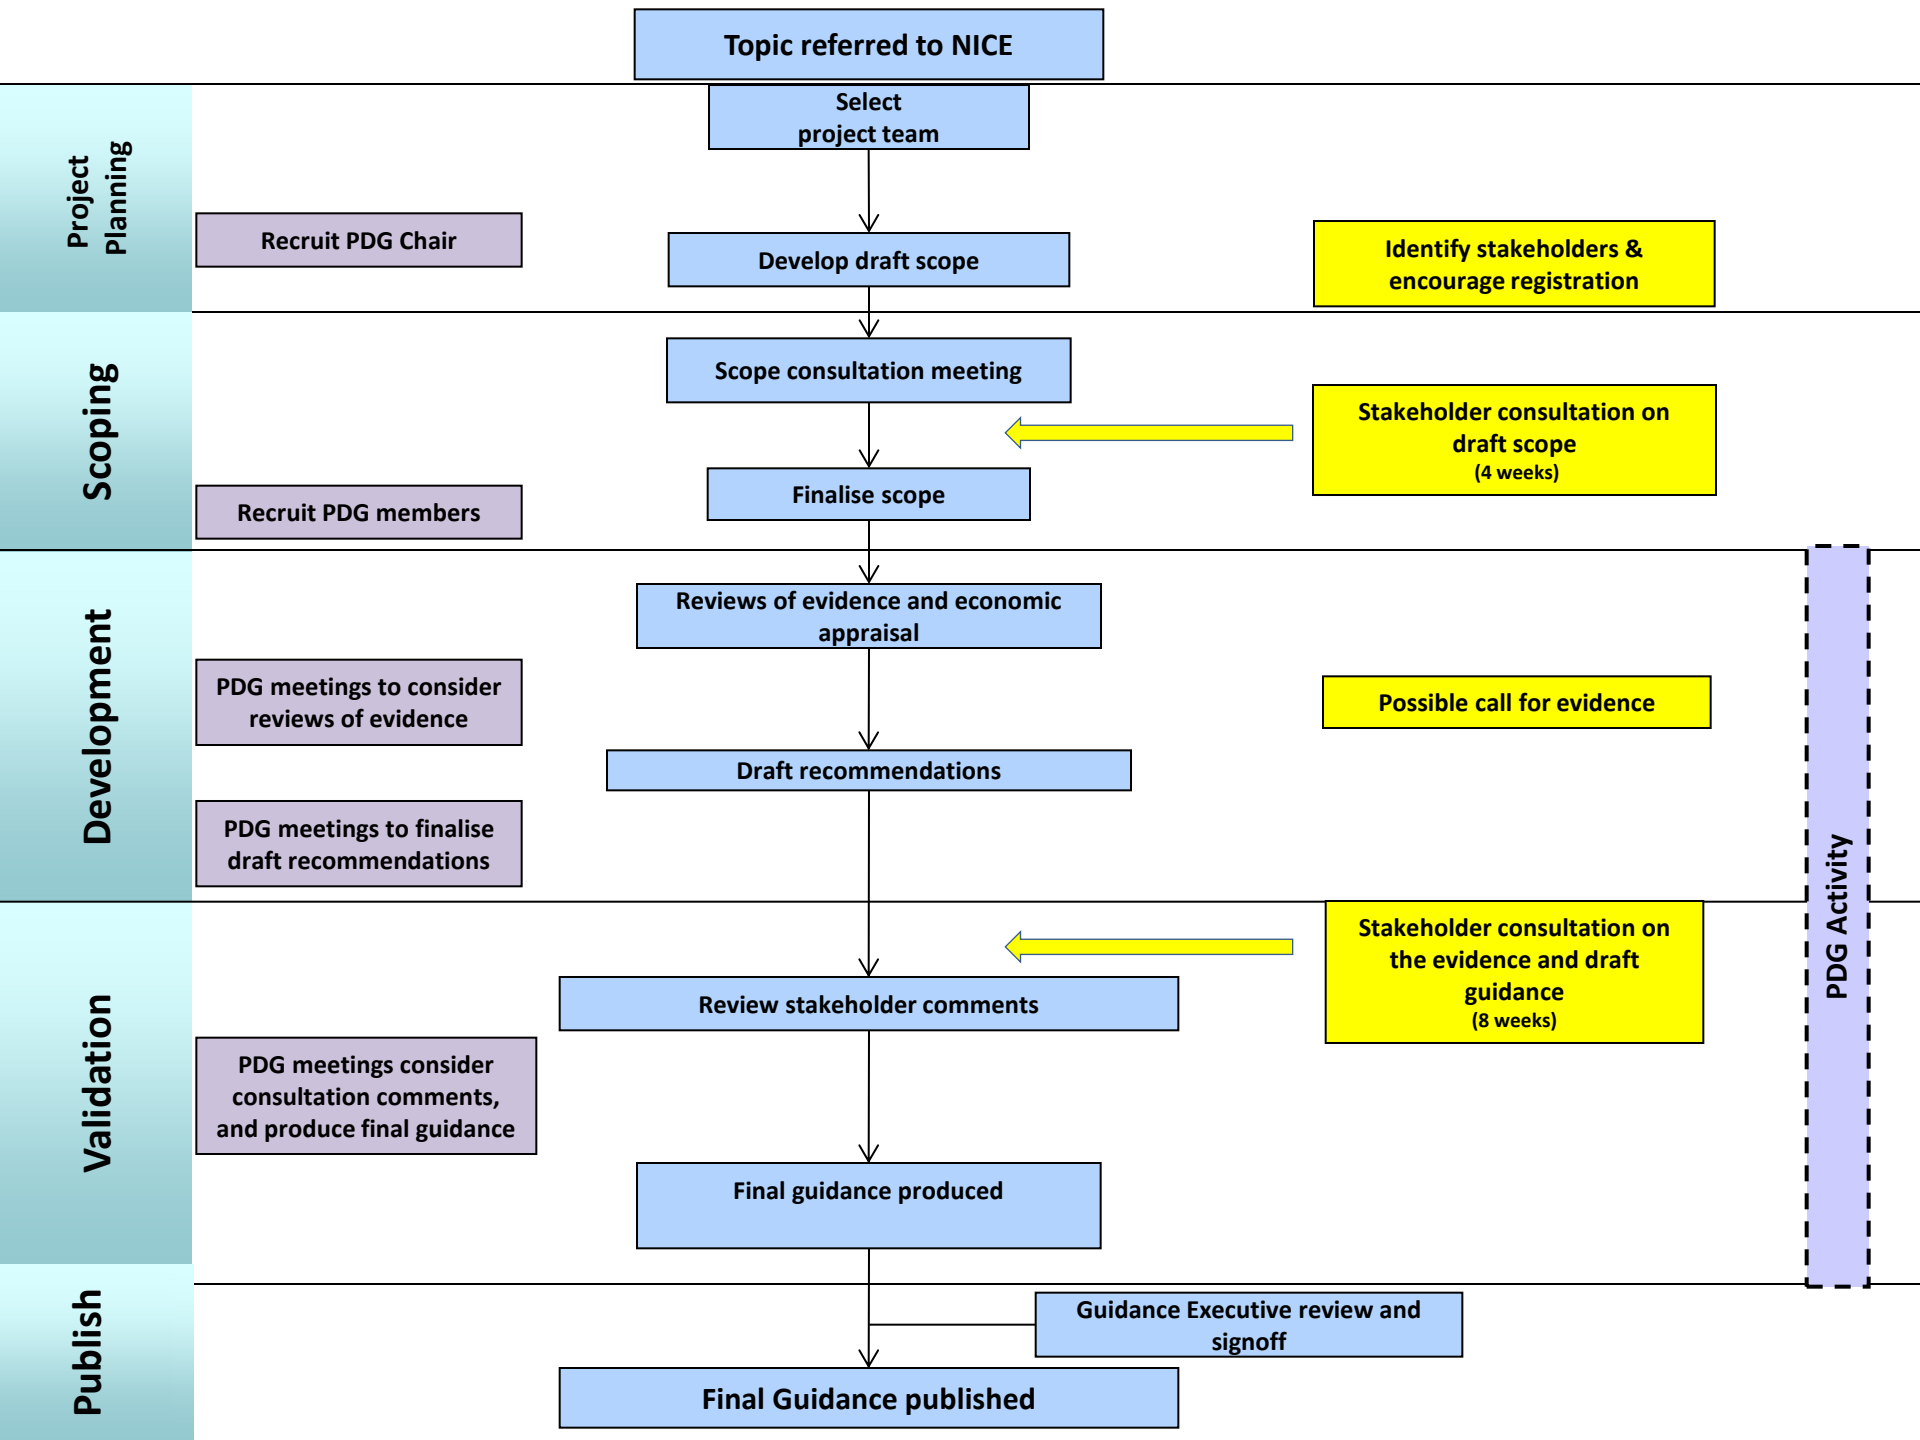 Topic referred to NICE
Project
Planning
Select
project team
Recruit PDG Chair
Develop draft scope
Identify stakeholders &
encourage registration
Scoping
Scope consultation meeting
Stakeholder consultation on
draft scope
(4 weeks)
Finalise scope
Recruit PDG members
Development
Reviews of evidence and economic
appraisal
PDG meetings to consider
reviews of evidence
Possible call for evidence
Draft recommendations
PDG meetings to finalise
draft recommendations
PDG Activity
Validation
Stakeholder consultation on
the evidence and draft
guidance
(8 weeks)
Review stakeholder comments
PDG meetings consider
consultation comments,
and produce final guidance
Final guidance produced
Publish
Guidance Executive review and
signoff
Final Guidance published